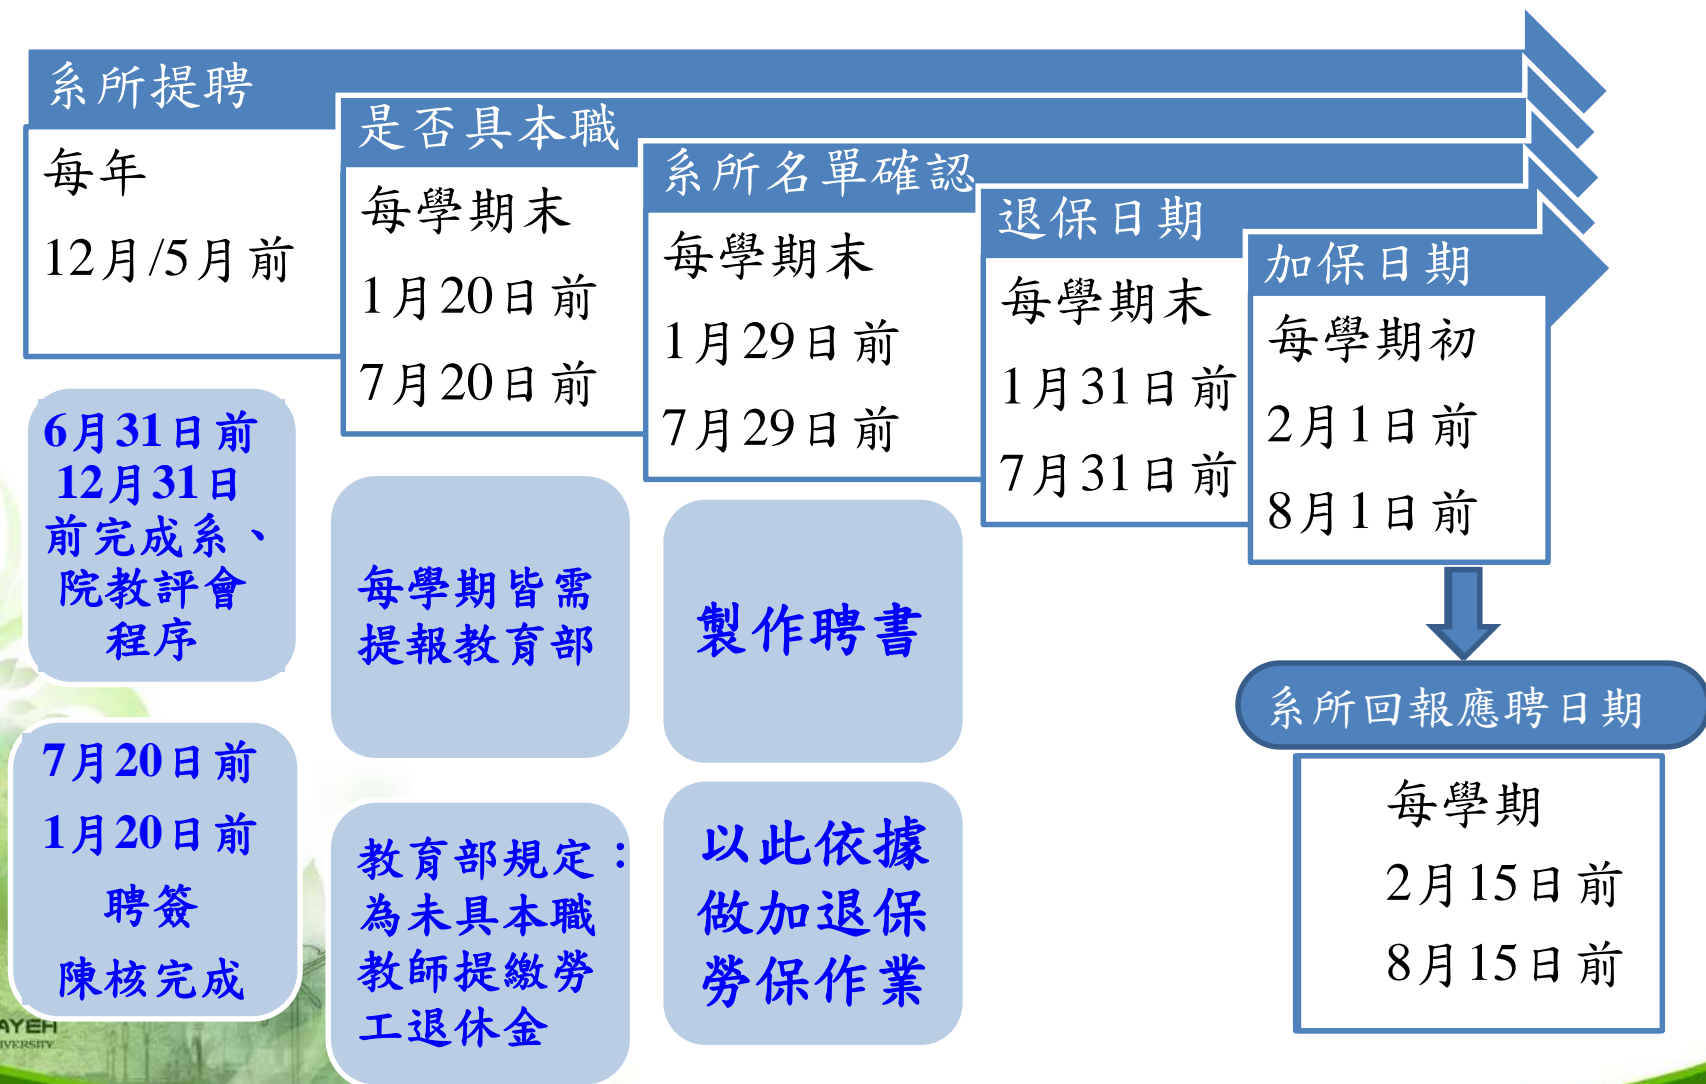 系所提聘
每年
12月/5月前
是否具本職
每學期末
1月20日前
7月20日前
系所名單確認
每學期末
1月29日前
7月29日前
退保日期
每學期末
1月31日前
7月31日前
加保日期
每學期初
2月1日前
8月1日前
6月31日前
12月31日
前完成系、
院教評會
程序
7月20日前
1月20日前
聘簽
陳核完成
每學期皆需
提報教育部
教育部規定：
為未具本職
教師提繳勞
工退休金
製作聘書
以此依據
做加退保
勞保作業
系所回報應聘日期
每學期
2月15日前
8月15日前
AYEH
IVERSITY